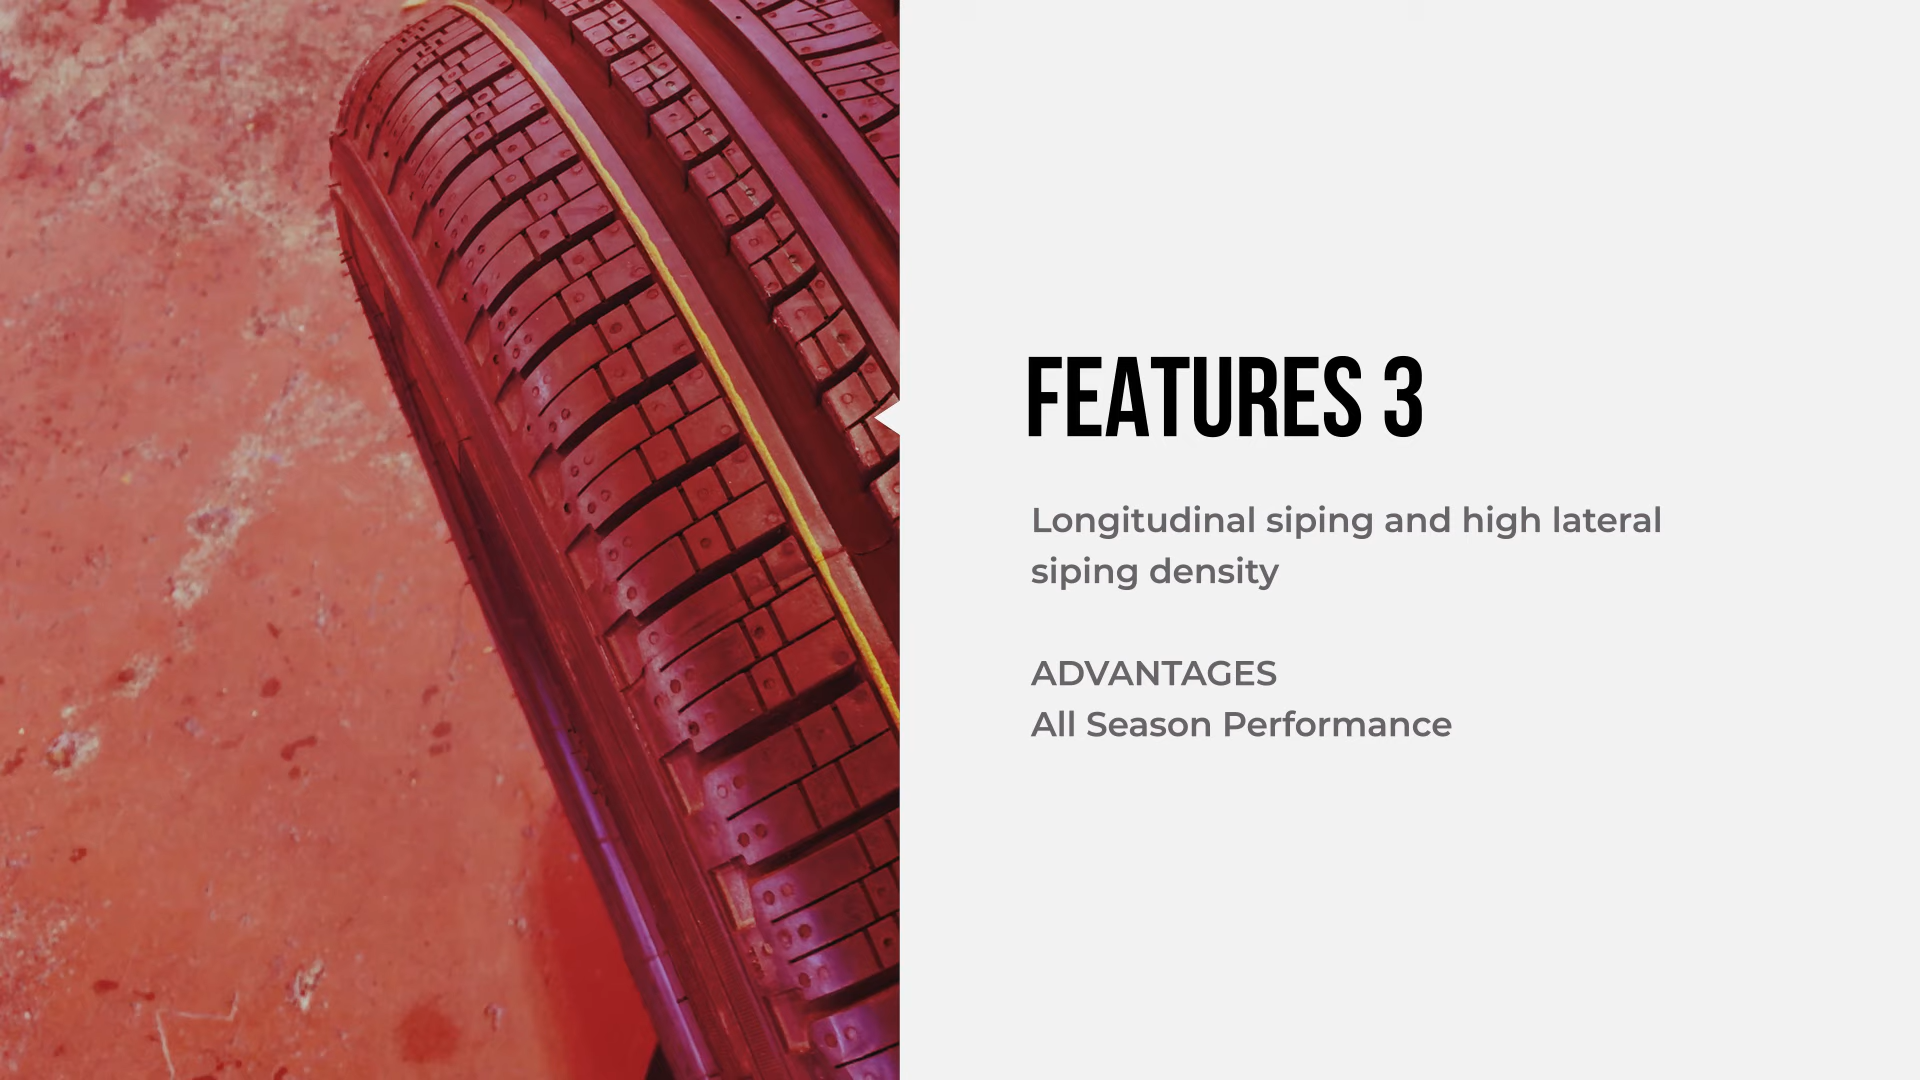 FEATURES 3
Longitudinal siping and high lateral
siping density
ADVANTAGES
All Season Performance